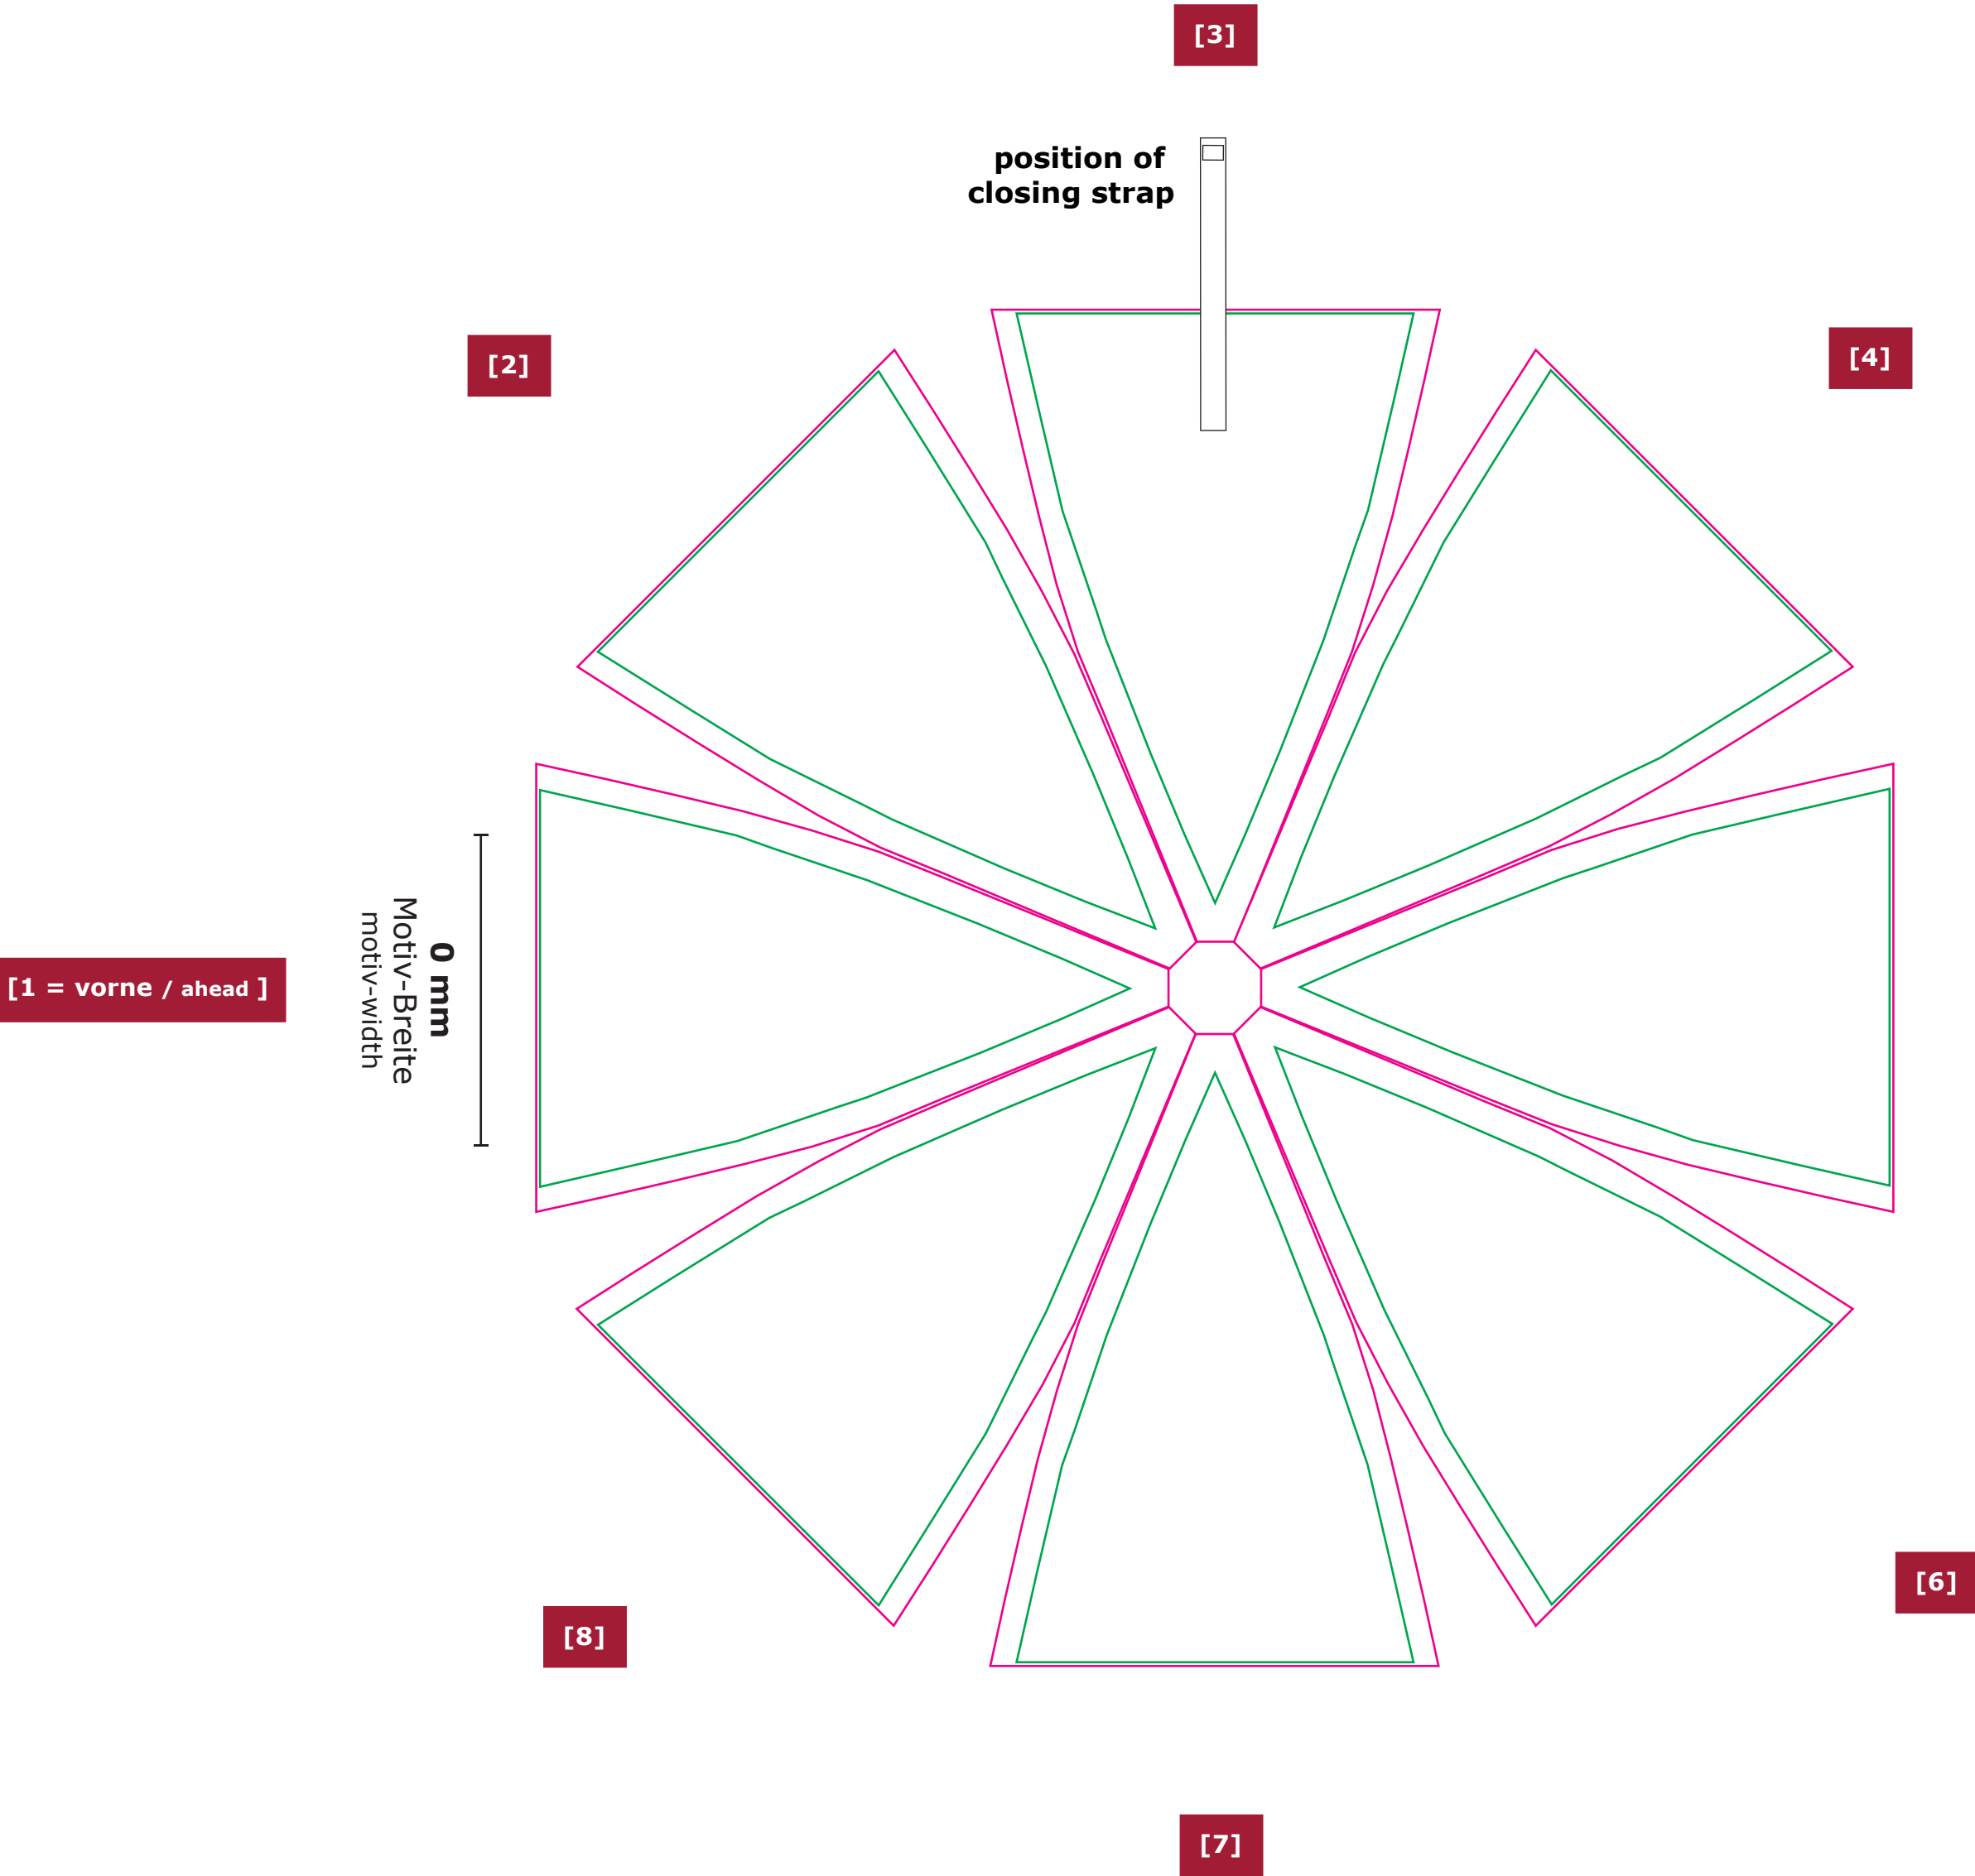 [3]
position of
closing strap
[2]
[4]
0 mm
Motiv-Breite
motiv-width
[1 = vorne / ahead ]
[6]
[8]
[7]